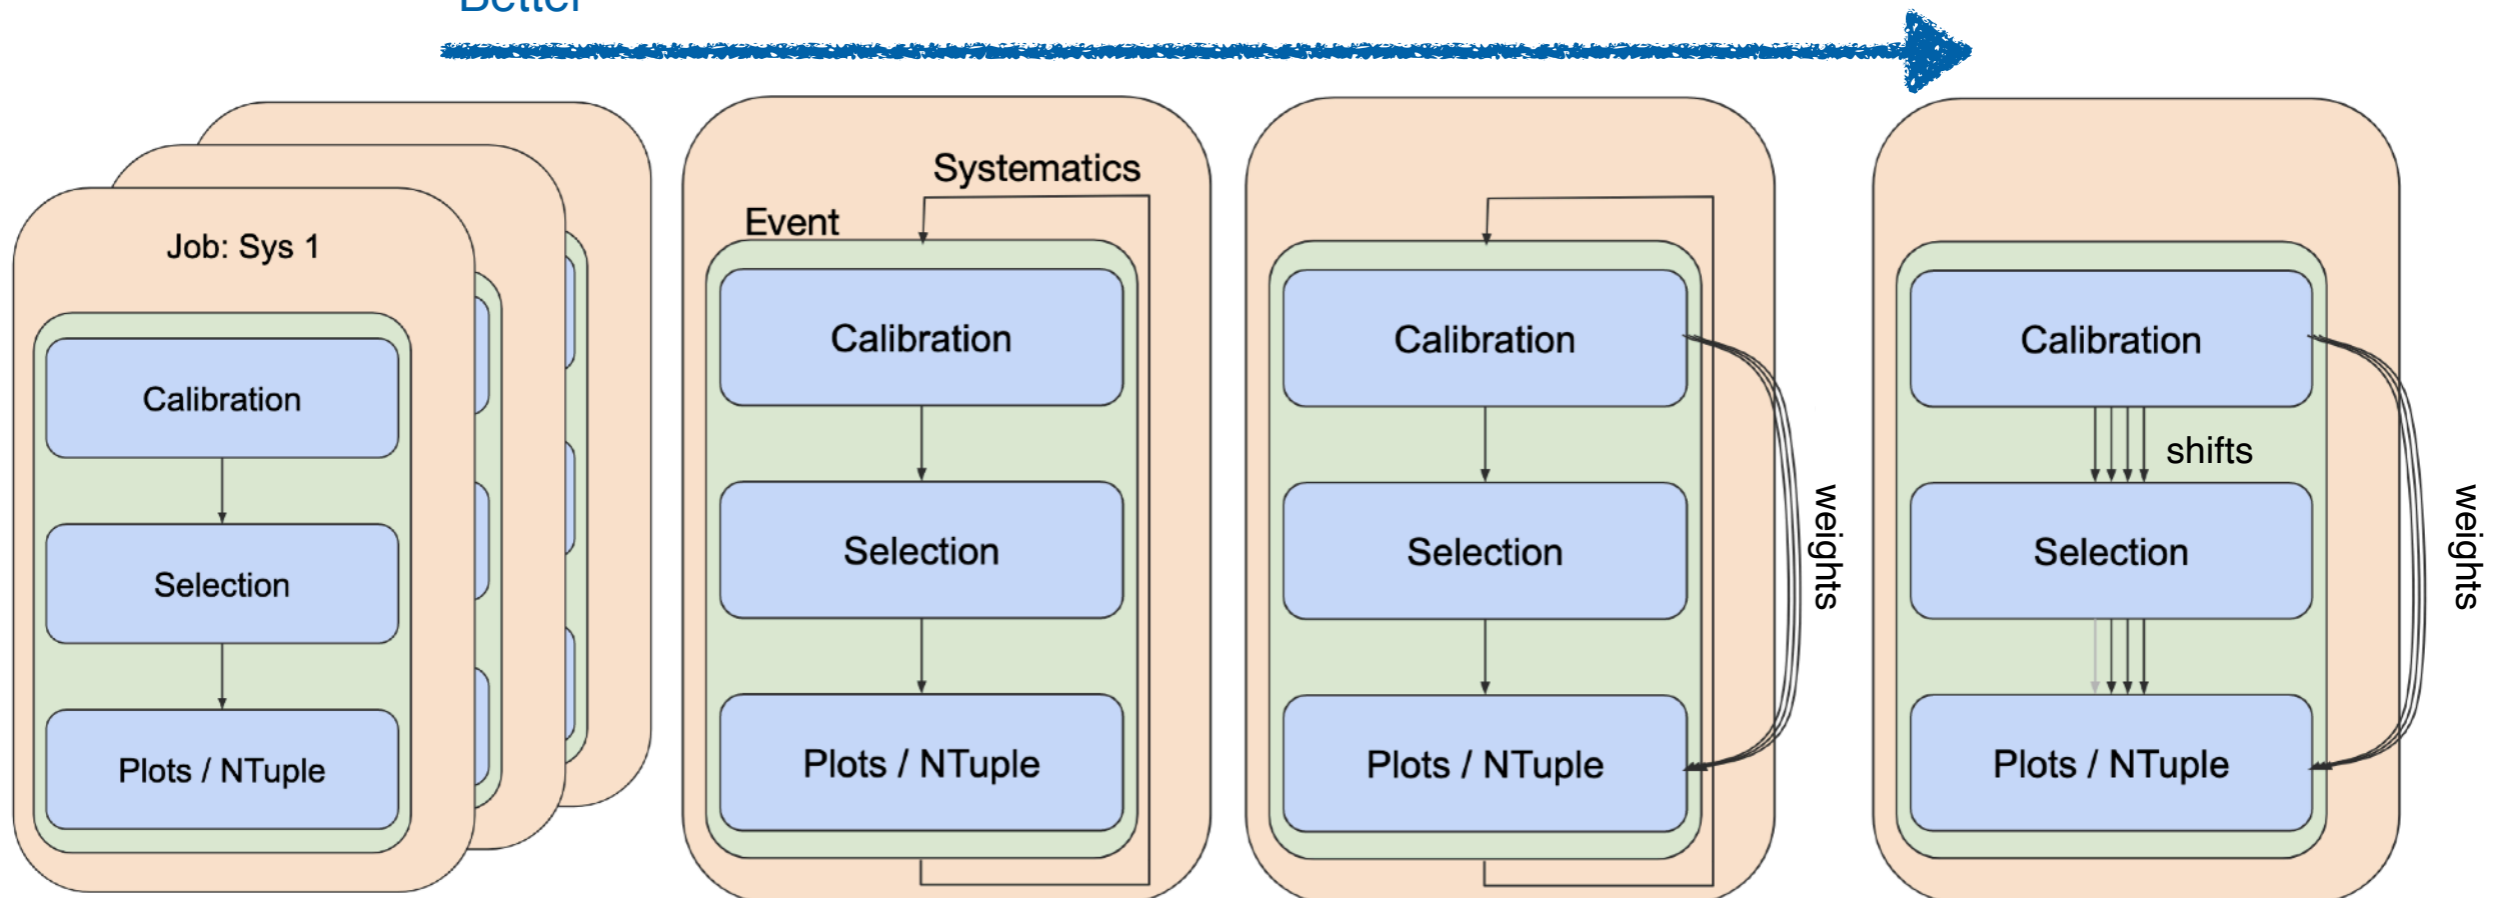 Better
Job: Sys 1
Calibration
Selection
Plots / NTuple
Systematics
Event
Calibration
Selection
Plots / NTuple
Calibration
Selection
Plots / NTuple
weights
Calibration
shifts
Selection
Plots / NTuple
weights